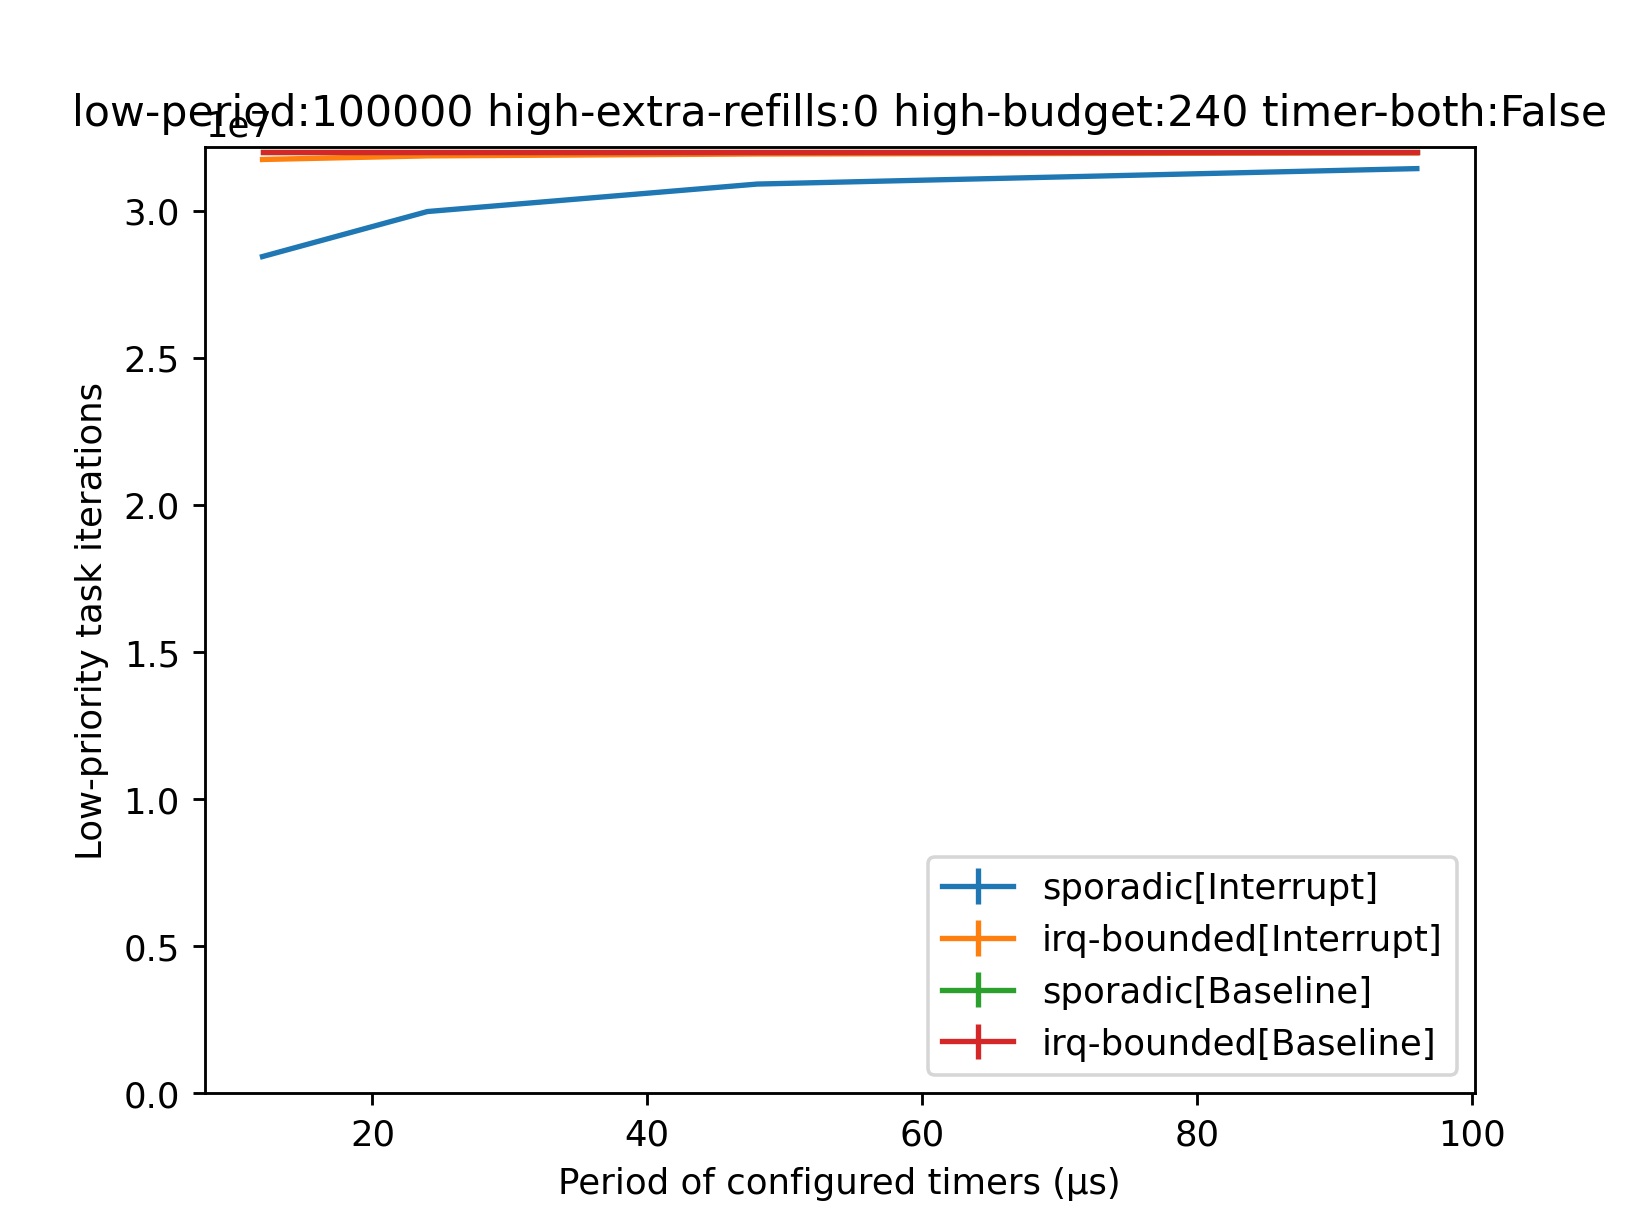 low-period:100000 high-extra-refills:0 high-budget:240 timer-both:False
1e7
3.0
2.5
2.0
1.5
1.0
0.5
0.0
Low-priority task iterations
sporadic[Interrupt]
irq-bounded[Interrupt]
sporadic[Baseline]
irq-bounded[Baseline]
20 40 60 80 100
Period of configured timers (µs)